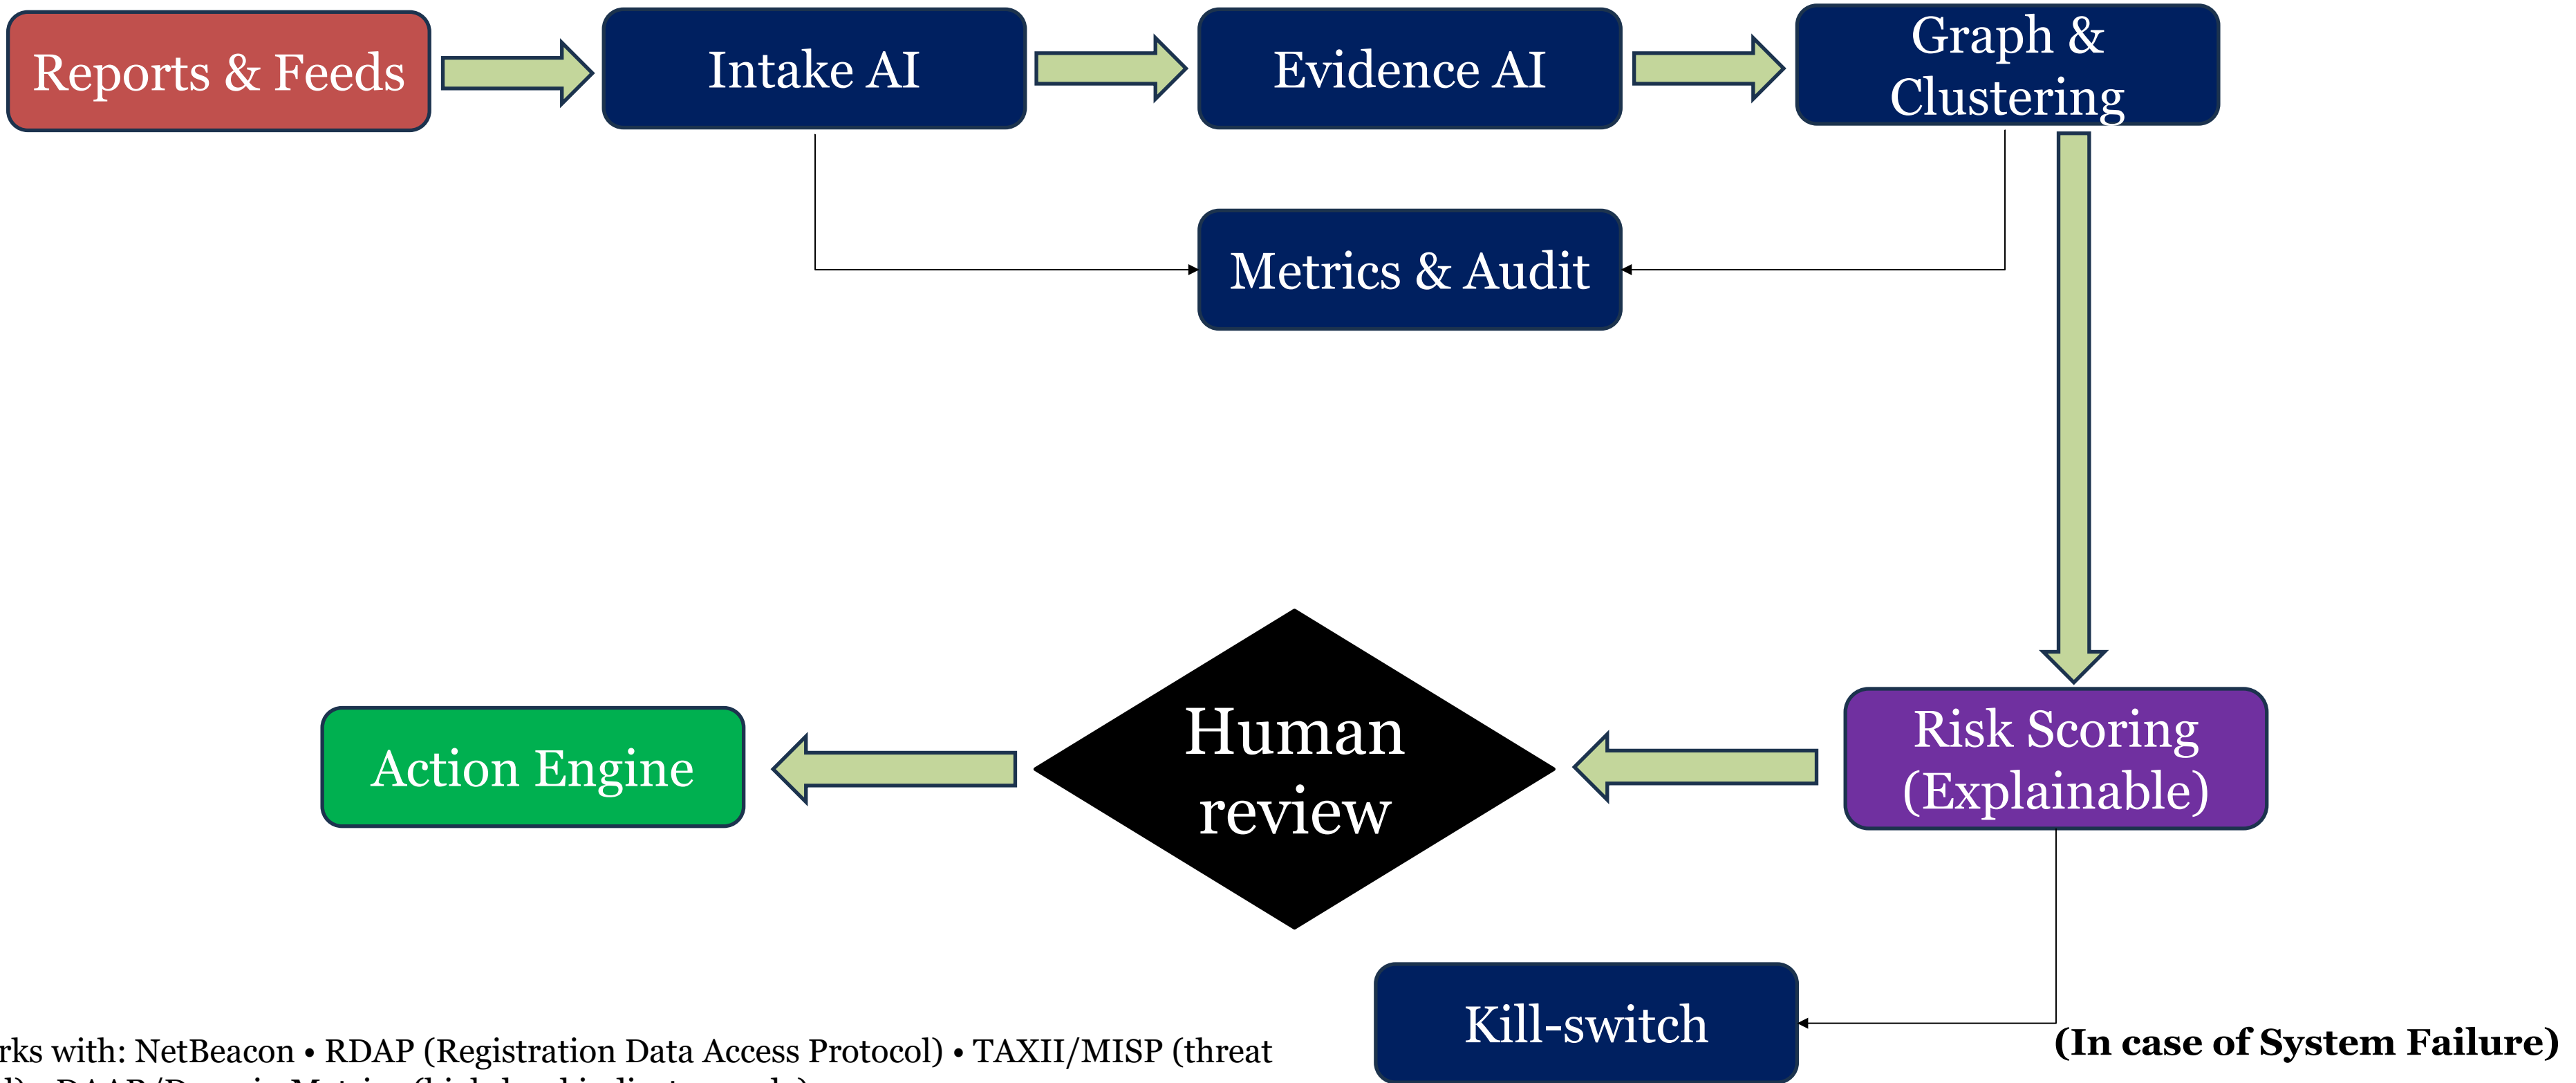 Reports & Feeds
Intake AI
Evidence AI
Graph &
Clustering
Metrics & Audit
Human
review
Action Engine
Risk Scoring
(Explainable)
Kill-switch
(In case of System Failure)
rks with: NetBeacon • RDAP (Registration Data Access Protocol) • TAXII/MISP (threat